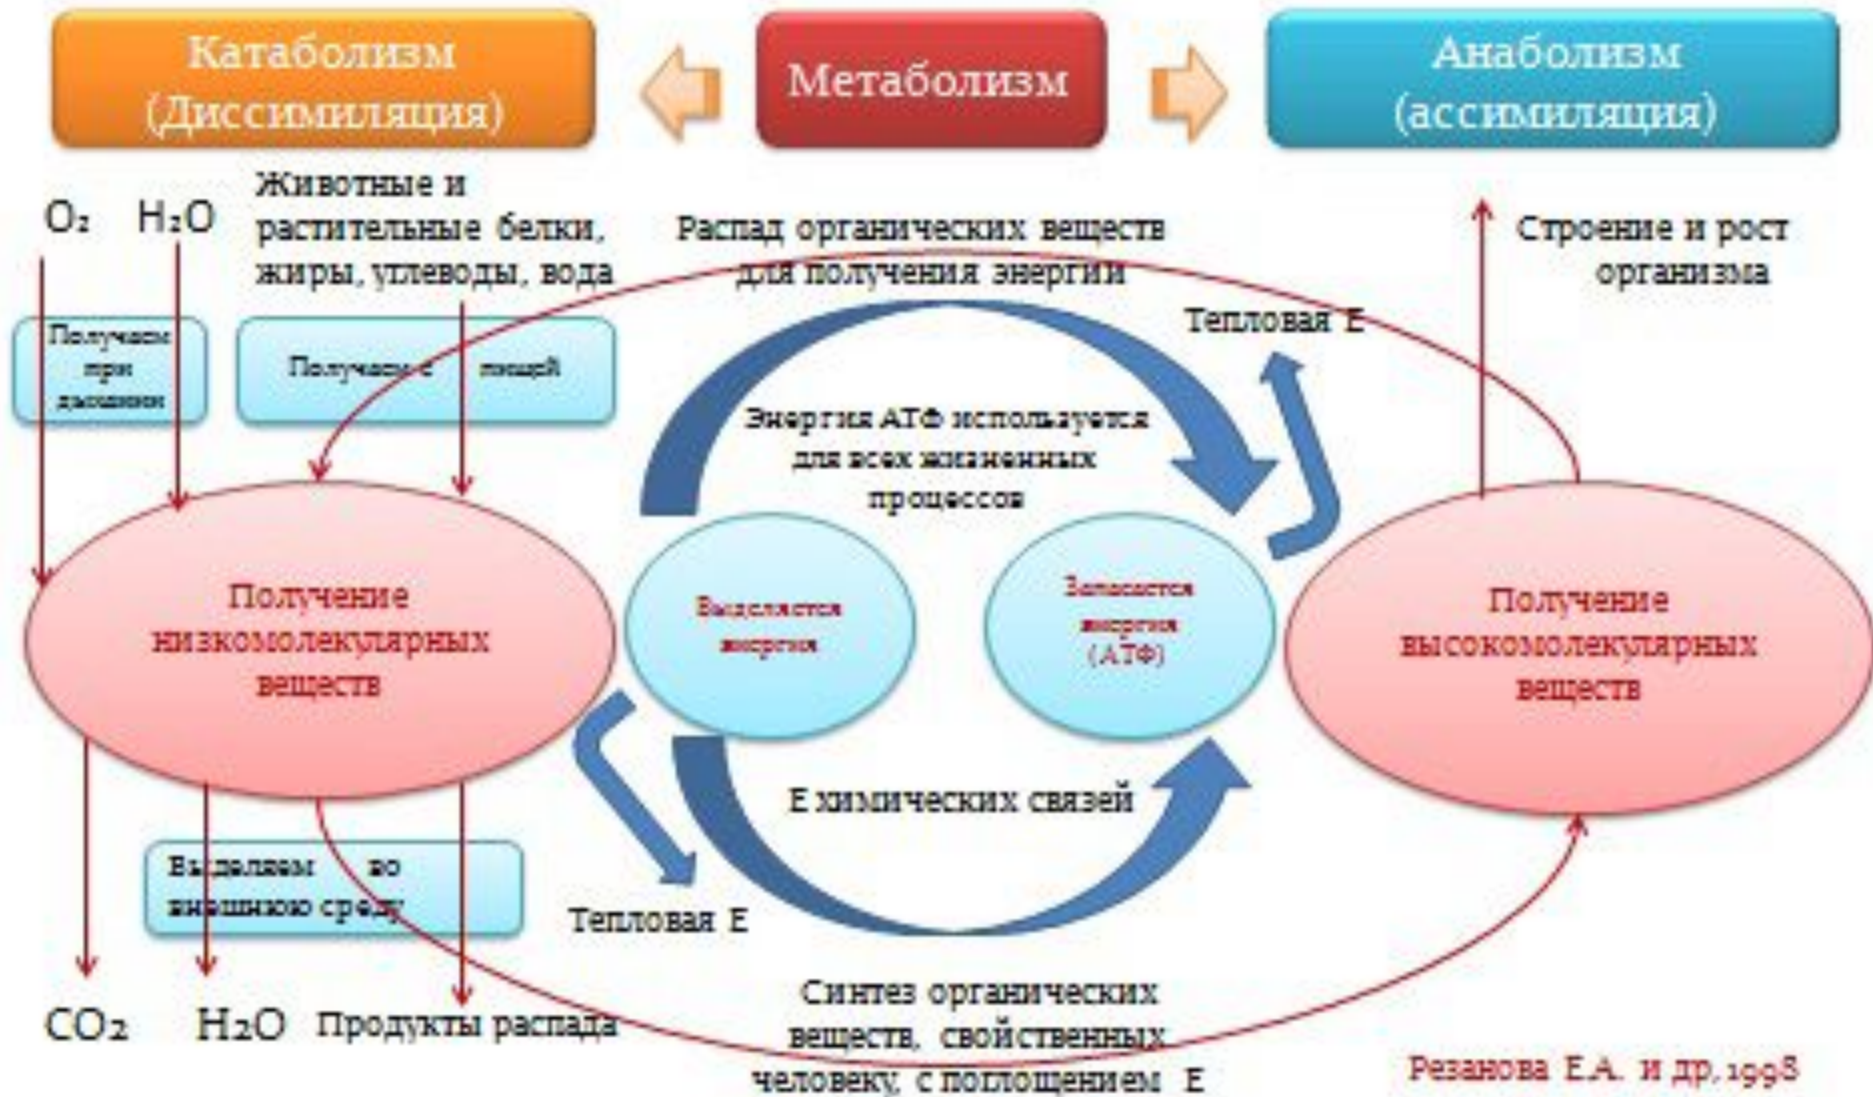 Катаболизм
(Диссимиляция)
Метаболизм
Анаболизм
(ассимиляция)
O₂
H₂O
Животные и
растительные белки,
жиры, углеводы, вода
Распад органических веществ
для получения энергии
Строение и рост
организма
Получаем
при
дыхании
Получаем с пищей
Тепловая Е
Энергия АТФ используется
для всех жизненных
процессов
Получение
низкомолекулярных
веществ
Выделяется
энергия
Запасается
энергия
(АТФ)
Получение
высокомолекулярных
веществ
Е химических связей
Выделяем во
внешнюю среду
Тепловая Е
CO2
H2O
Продукты распада
Синтез органических
веществ, свойственных
человеку, с поглощением Е
Резанова Е.А. и др, 1998